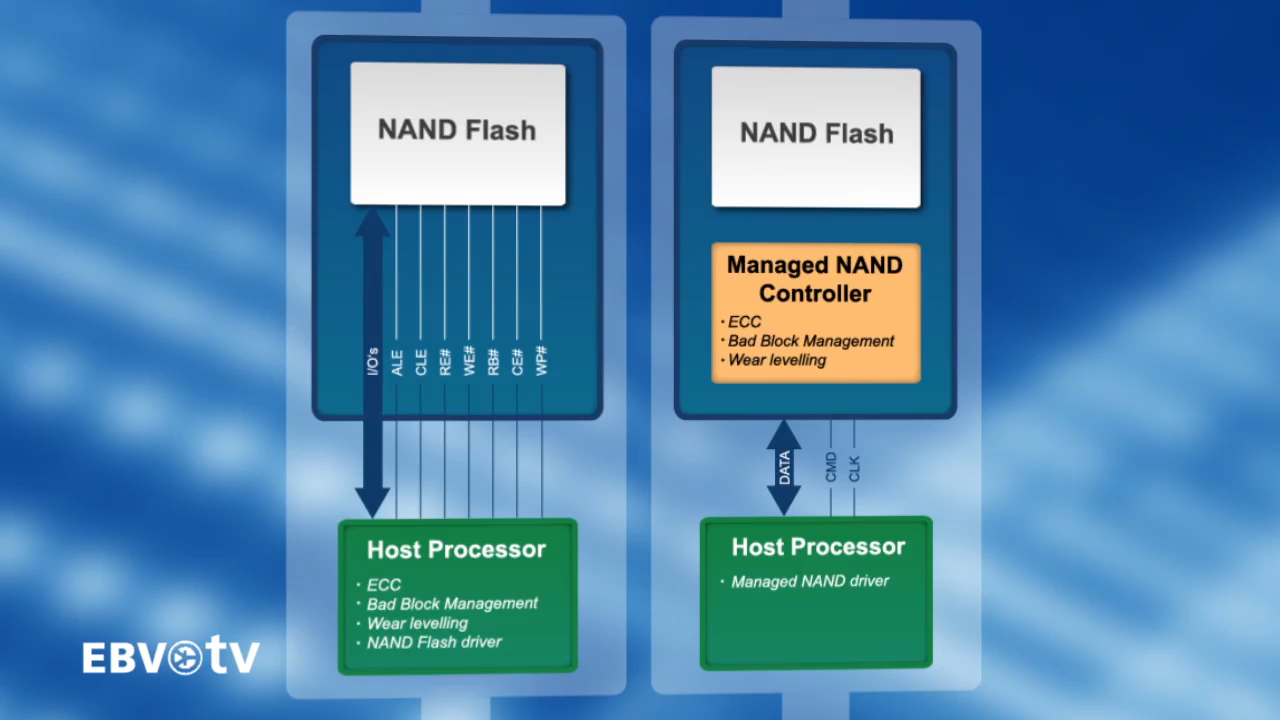 NAND Flash
I/O's
ALE
CLE
RE#
WE#
RB#
CE#
WP#
Host Processor
· ECC
· Bad Block Management
· Wear levelling
· NAND Flash driver
NAND Flash
Managed NAND
Controller
· ECC
· Bad Block Management
· Wear levelling
DATA
CMD
CLK
Host Processor
· Managed NAND driver
EBV tv